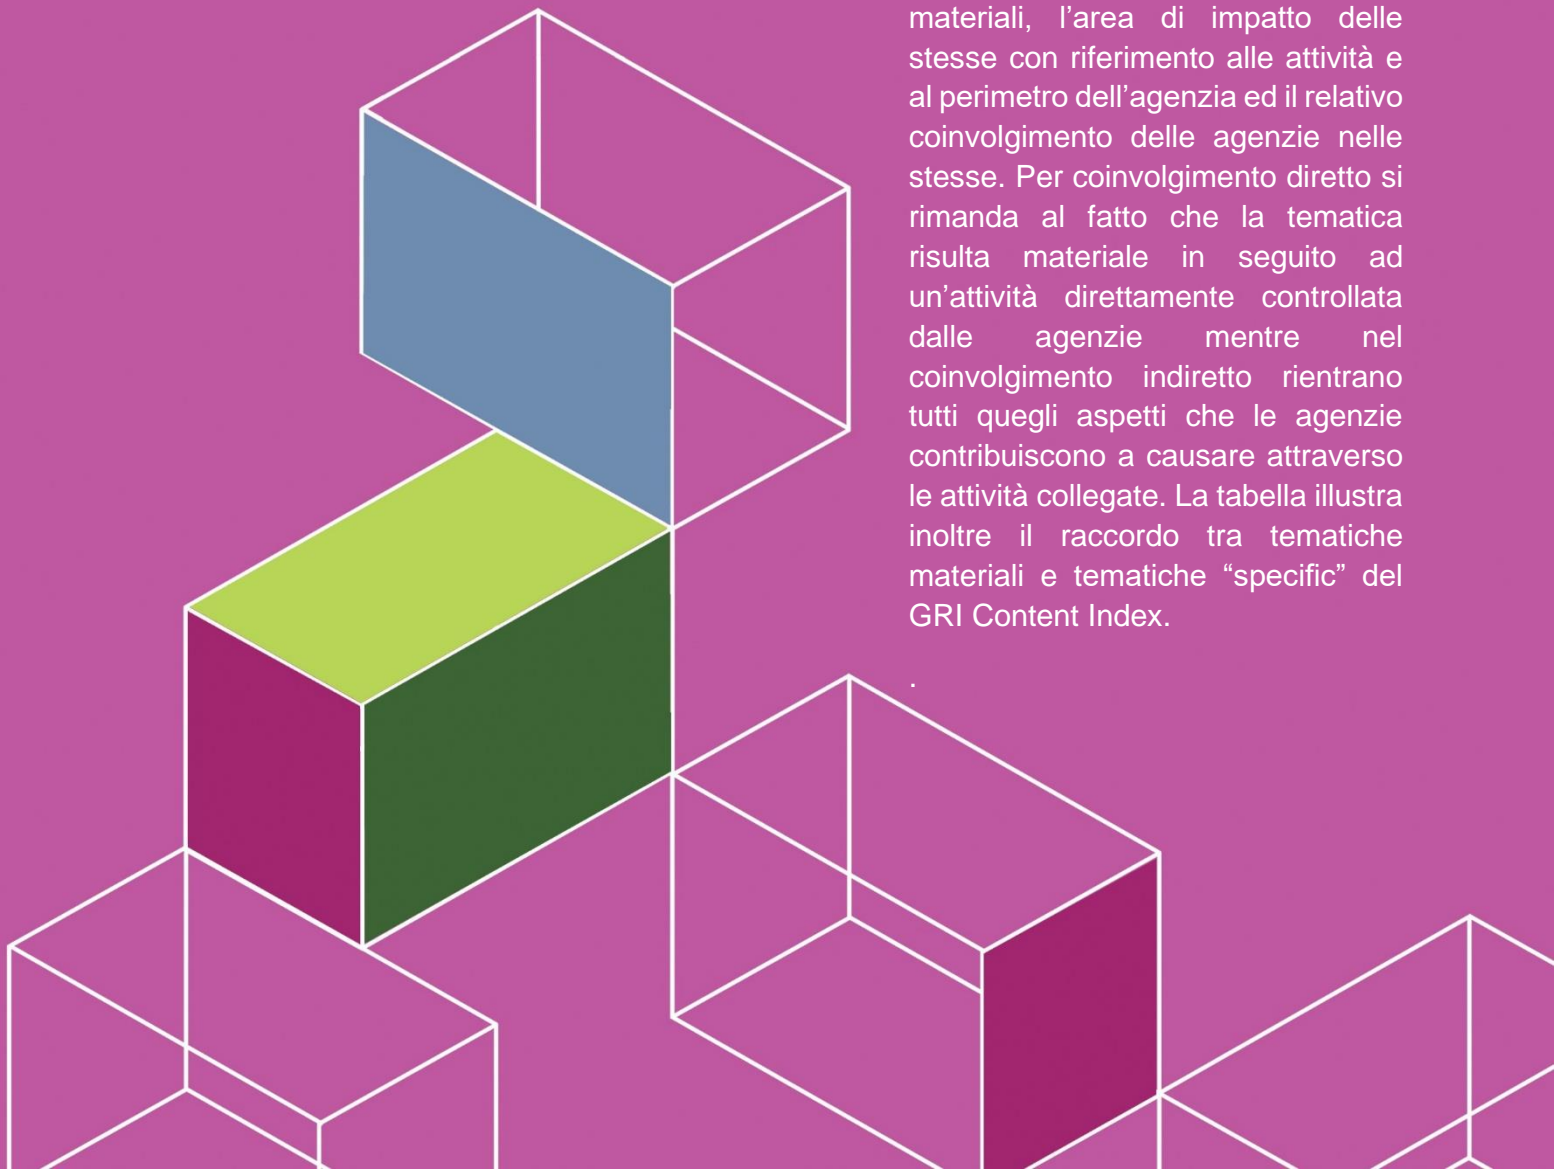 materiali, l’area di impatto delle
stesse con riferimento alle attività e
al perimetro dell’agenzia ed il relativo
coinvolgimento delle agenzie nelle
stesse. Per coinvolgimento diretto si
rimanda al fatto che la tematica
risulta materiale in seguito ad
un’attività direttamente controllata
dalle agenzie mentre nel
coinvolgimento indiretto rientrano
tutti quegli aspetti che le agenzie
contribuiscono a causare attraverso
le attività collegate. La tabella illustra
inoltre il raccordo tra tematiche
materiali e tematiche “specific” del
GRI Content Index.
.